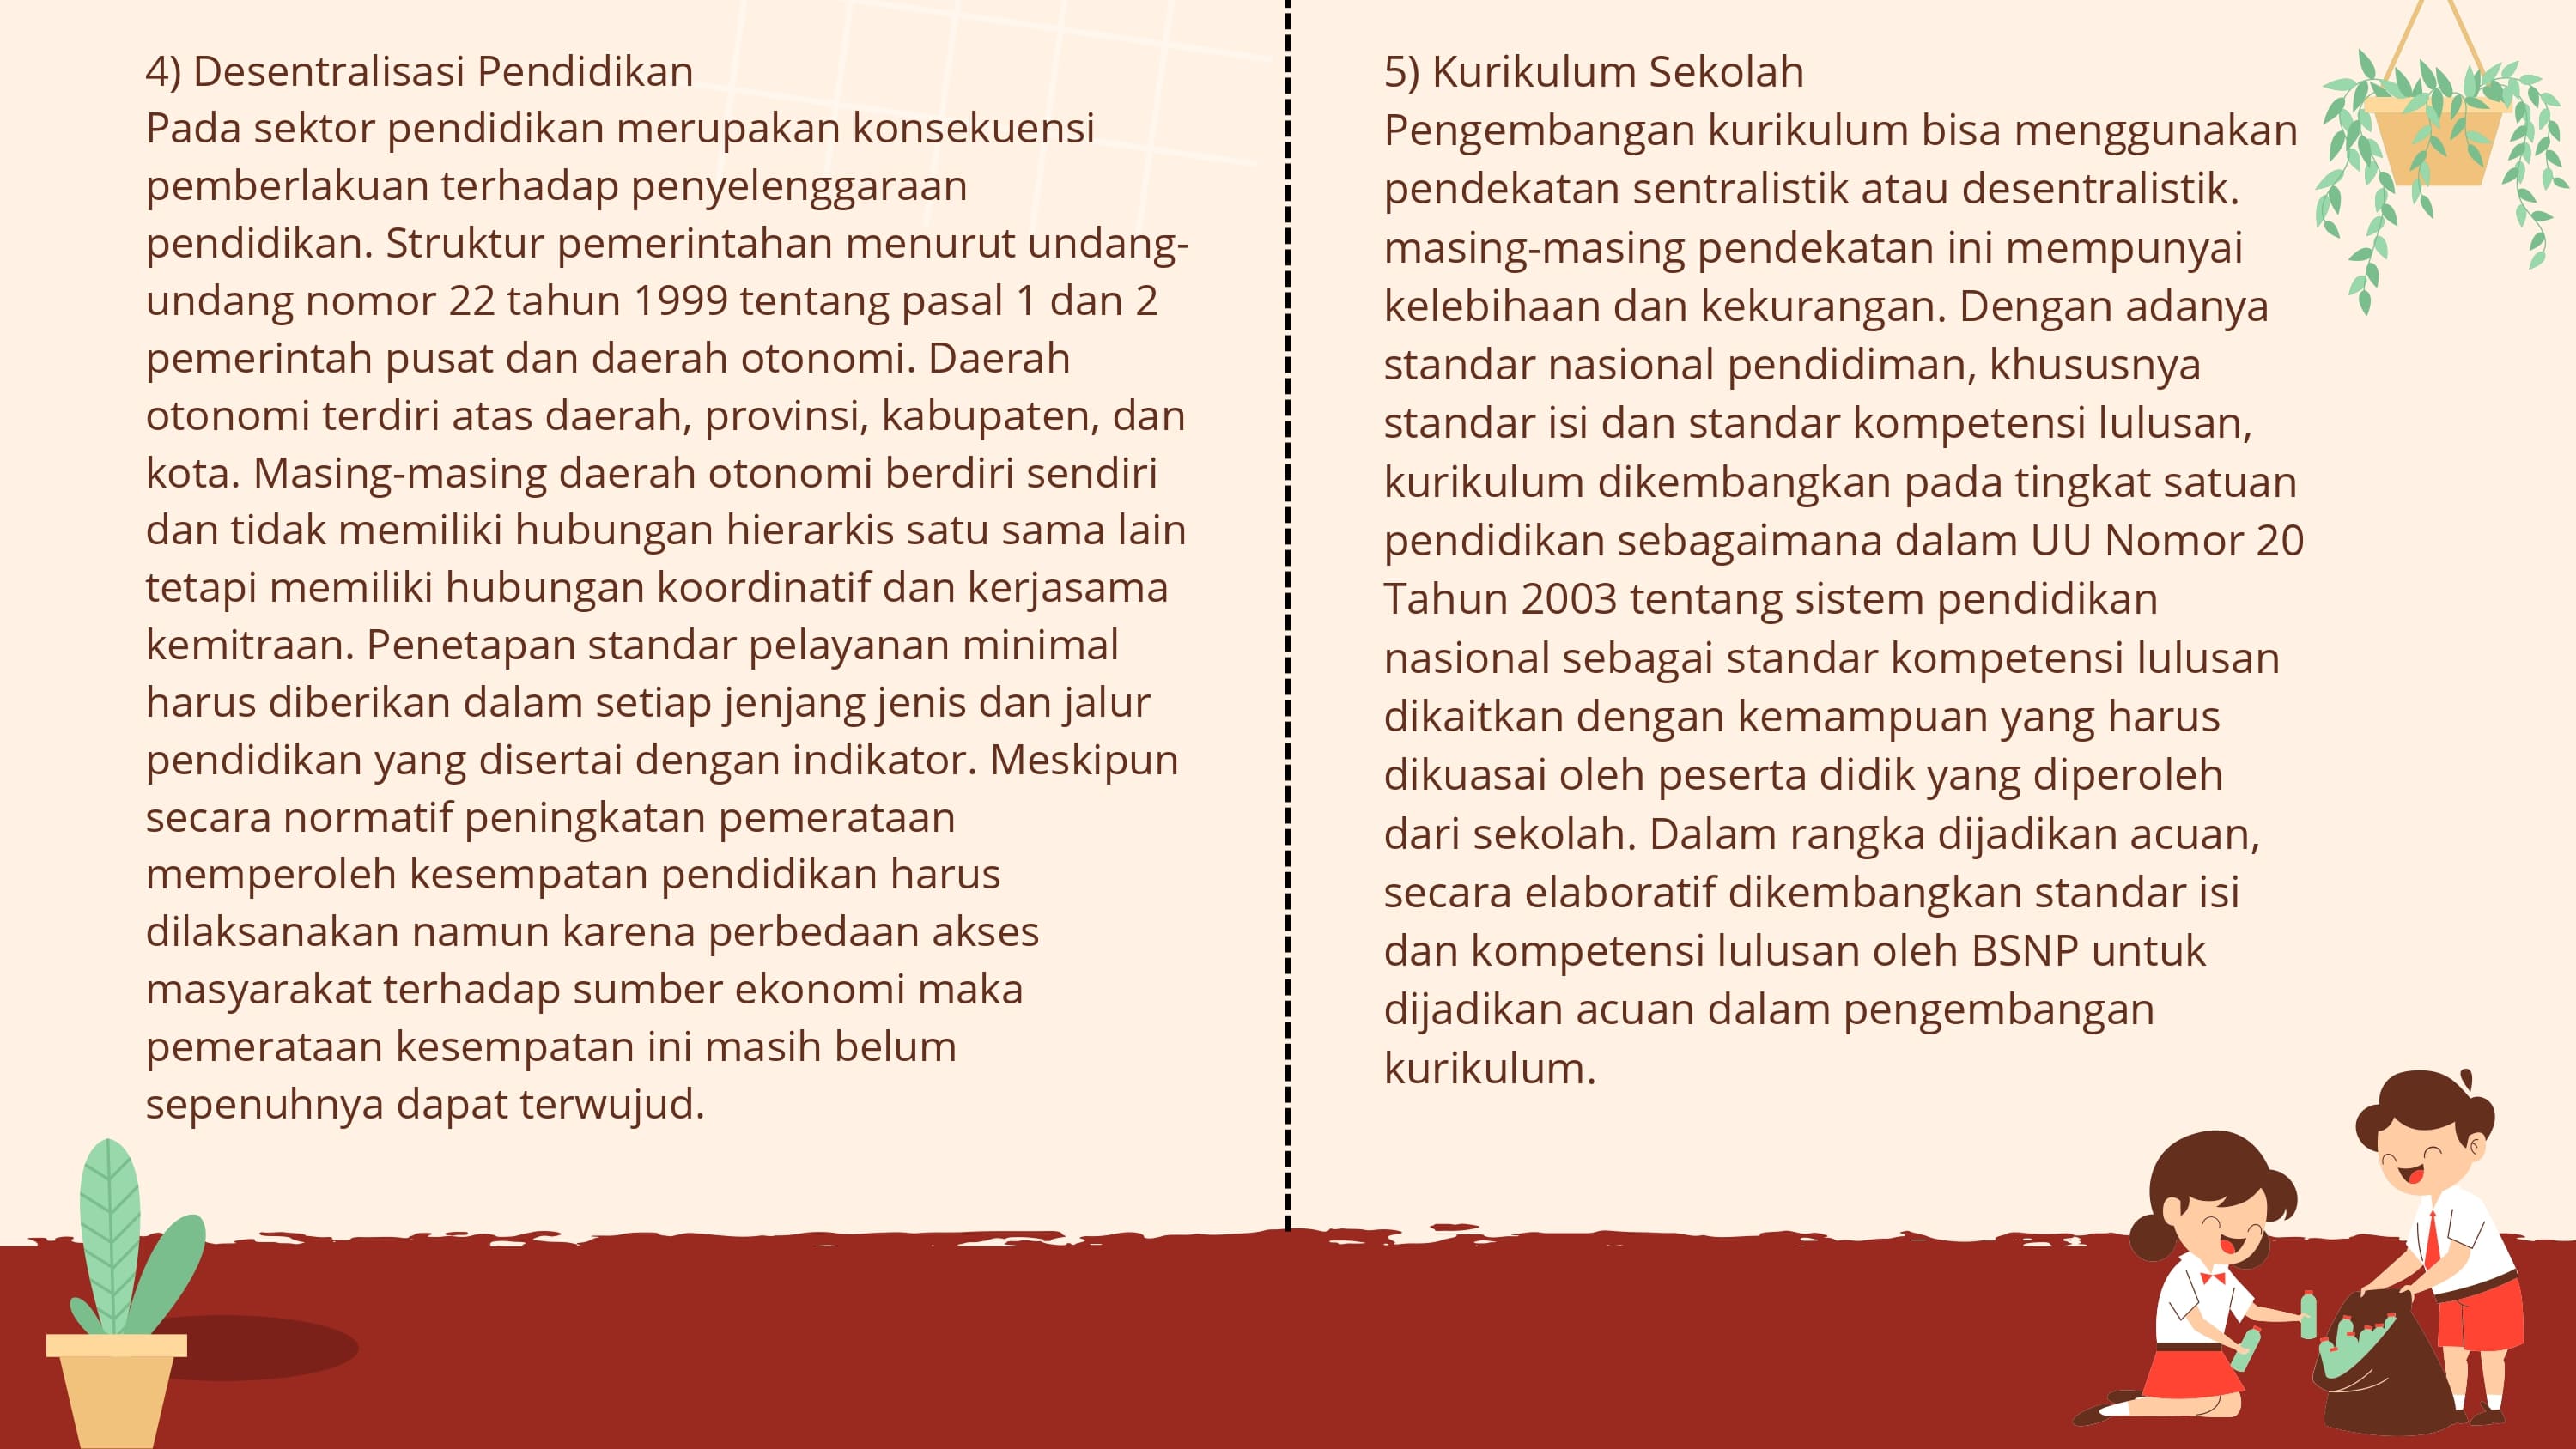 4) Desentralisasi Pendidikan
Pada sektor pendidikan merupakan konsekuensi
pemberlakuan terhadap penyelenggaraan
pendidikan. Struktur pemerintahan menurut undang-
undang nomor 22 tahun 1999 tentang pasal 1 dan 2
pemerintah pusat dan daerah otonomi. Daerah
otonomi terdiri atas daerah, provinsi, kabupaten, dan
kota. Masing-masing daerah otonomi berdiri sendiri
dan tidak memiliki hubungan hierarkis satu sama lain
tetapi memiliki hubungan koordinatif dan kerjasama
kemitraan. Penetapan standar pelayanan minimal
harus diberikan dalam setiap jenjang jenis dan jalur
pendidikan yang disertai dengan indikator. Meskipun
secara normatif peningkatan pemerataan
memperoleh kesempatan pendidikan harus
dilaksanakan namun karena perbedaan akses
masyarakat terhadap sumber ekonomi maka
pemerataan kesempatan ini masih belum
sepenuhnya dapat terwujud.
5) Kurikulum Sekolah
Pengembangan kurikulum bisa menggunakan
pendekatan sentralistik atau desentralistik.
masing-masing pendekatan ini mempunyai
kelebihaan dan kekurangan. Dengan adanya
standar nasional pendidiman, khususnya
standar isi dan standar kompetensi lulusan,
kurikulum dikembangkan pada tingkat satuan
pendidikan sebagaimana dalam UU Nomor 20
Tahun 2003 tentang sistem pendidikan
nasional sebagai standar kompetensi lulusan
dikaitkan dengan kemampuan yang harus
dikuasai oleh peserta didik yang diperoleh
dari sekolah. Dalam rangka dijadikan acuan,
secara elaboratif dikembangkan standar isi
dan kompetensi lulusan oleh BSNP untuk
dijadikan acuan dalam pengembangan
kurikulum.